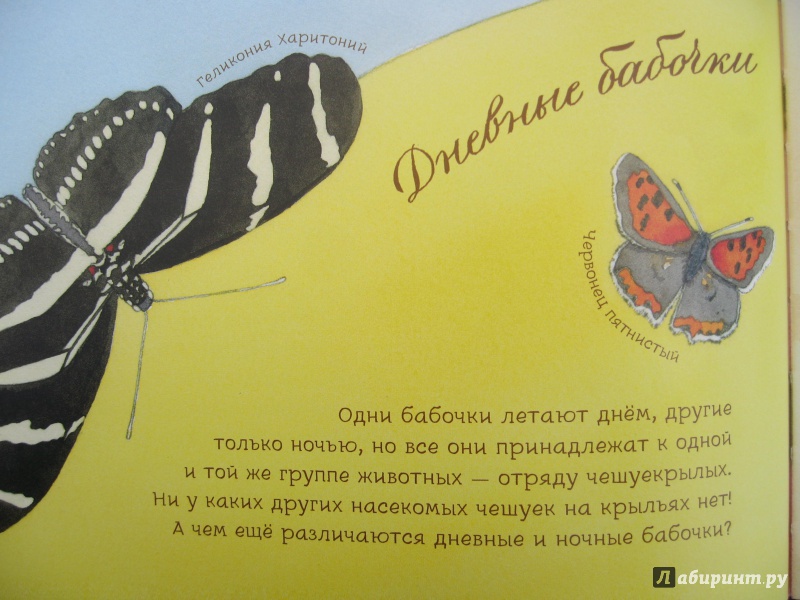 Геликония Харитоний
Дневные бабочки
Червонец пятнистый
Одни бабочки летают днём, другие
только ночью, но все они принадлежат к одной
и той же группе животных — отряду чешуекрылых.
Ни у каких других насекомых чешуек на крыльях нет!
А чем ещё различаются дневные и ночные бабочки?
Лабиринт.ру